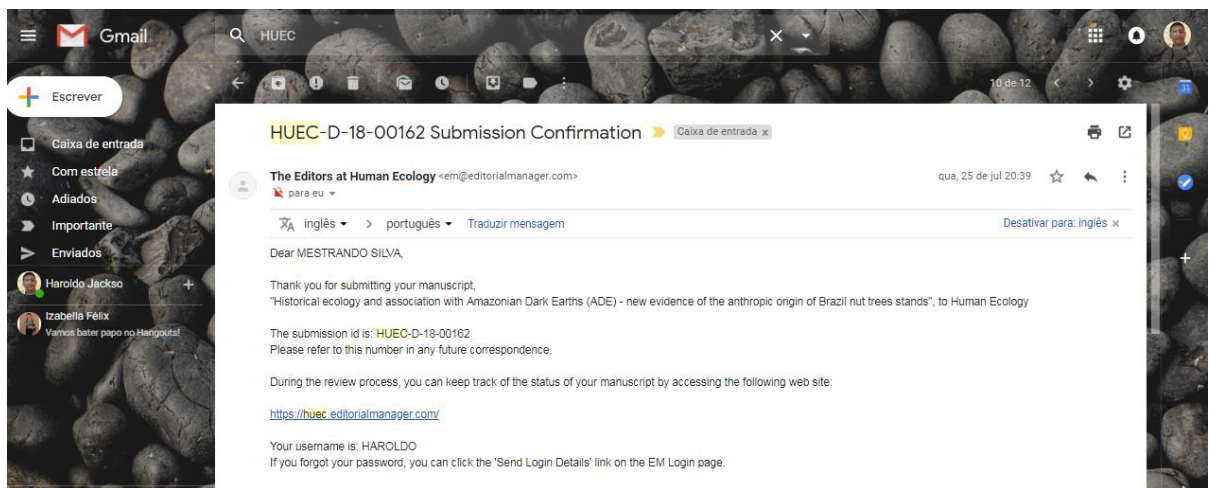 Gmail
HUEC
Escrever
10 de 12
31
Caixa de entrada
Com estrela
Adiados
Importante
Enviados
Haroldo Jackso
Izabella Félix
Vamos bater papo no Hangouts!
HUEC-D-18-00162 Submission Confirmation
Caixa de entrada x
The Editors at Human Ecology <em@editorialmanager.com>
qua, 25 de jul 20:39
para eu
inglês > português Traduzir mensagem
Desativar para: inglês x
Dear MESTRANDO SILVA,
Thank you for submitting your manuscript,
"Historical ecology and association with Amazonian Dark Earths (ADE) - new evidence of the anthropic origin of Brazil nut trees stands", to Human Ecology
The submission id is: HUEC-D-18-00162
Please refer to this number in any future correspondence.
During the review process, you can keep track of the status of your manuscript by accessing the following web site:
https://huec.editorialmanager.com/
Your username is: HAROLDO
If you forgot your password, you can click the 'Send Login Details' link on the EM Login page.